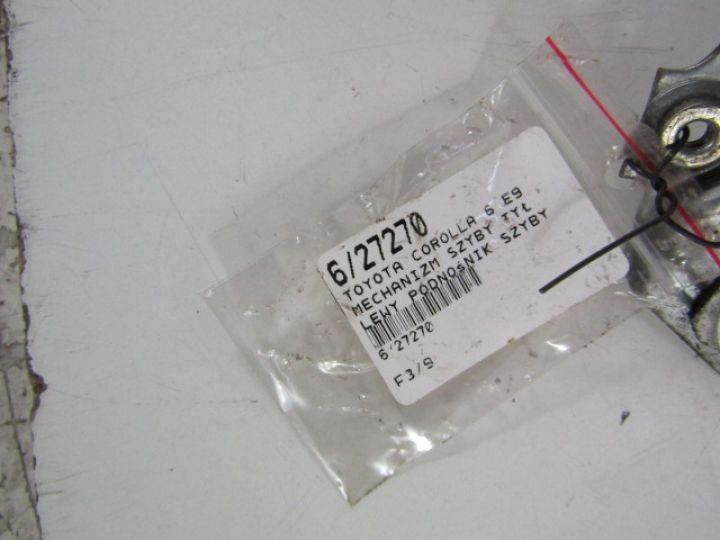 6/27270
TOYOTA COROLLA 6 E9
MECHANIZM SZYBY TYŁ
LEWY PODNOśNIK SZYBY
6/27270
F3/9